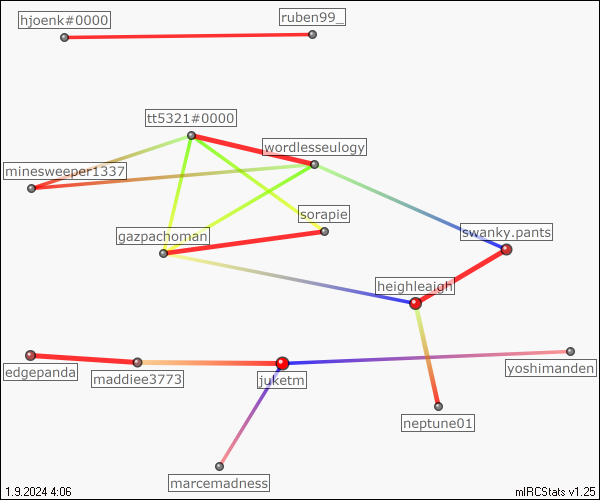 hjoenk#0000
ruben99_
tt5321#0000
wordlesseulogy
minesweeper1337
sorapie
gazpachoman
swanky.pants
heighleaigh
edgepanda
maddiee3773
juketm
yoshimanden
neptune01
marcemadness
1.9.2024 4:06
mIRCStats v1.25